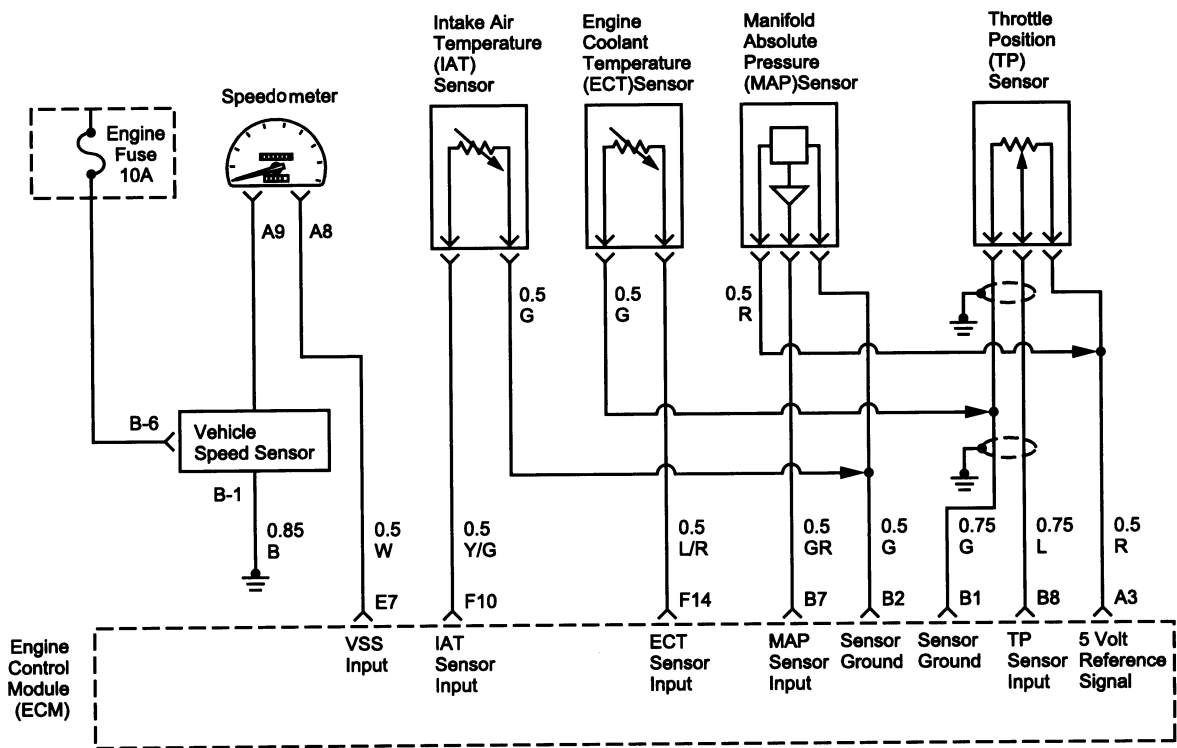 Intake Air
Temperature
(IAT)
Sensor
Engine
Coolant
Temperature
(ECT)Sensor
Manifold
Absolute
Pressure
(MAP)Sensor
Throttle
Position
(TP)
Sensor
Speedometer
Engine
Fuse
10A
A9
A8
0.5
G
0.5
G
0.5
R
B-6
Vehicle
Speed Sensor
B-1
0.85
B
0.5
W
0.5
Y/G
0.5
L/R
0.5
GR
0.5
G
0.75
G
0.75
L
0.5
R
E7
F10
F14
B7
B2
B1
B8
A3
Engine
Control
Module
(ECM)
VSS
Input
IAT
Sensor
Input
ECT
Sensor
Input
MAP
Sensor
Input
Sensor
Ground
Sensor
Ground
TP
Sensor
Input
5 Volt
Reference
Signal